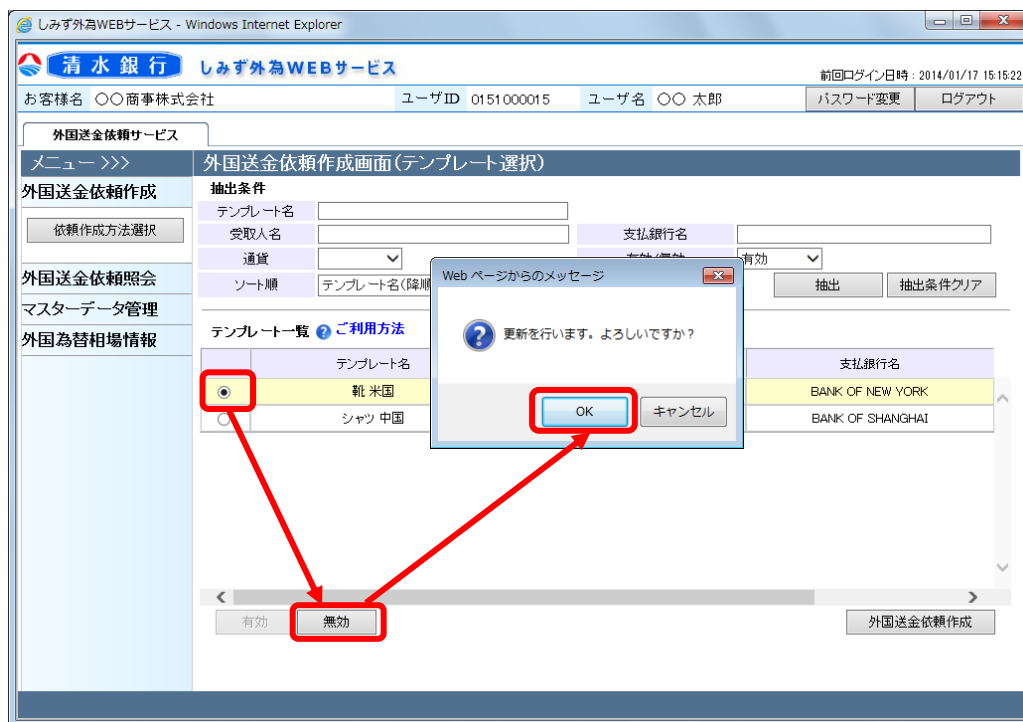 しみず外為WEBサービス - Windows Internet Explorer
清水銀行 しみず外為WEBサービス
前回ログイン日時 : 2014/01/17 15:15:22
お客様名 〇〇商事株式会社 ユーザID 0151000015 ユーザ名 〇〇 太郎 パスワード変更 ログアウト
外国送金依頼サービス
メニュー >>>
外国送金依頼作成
依頼作成方法選択
外国送金依頼照会
マスターデータ管理
外国為替相場情報
外国送金依頼作成画面(テンプレート選択)
抽出条件
テンプレート名
受取人名 支払銀行名
通貨 有効/無効 有効
ソート順 テンプレート名(降順 抽出 抽出条件クリア
Web ページからのメッセージ
更新を行います。よろしいですか？
OK キャンセル
テンプレート一覧 ? ご利用方法
テンプレート名 支払銀行名
靴 米国 BANK OF NEW YORK
シャツ 中国 BANK OF SHANGHAI
有効 無効 外国送金依頼作成